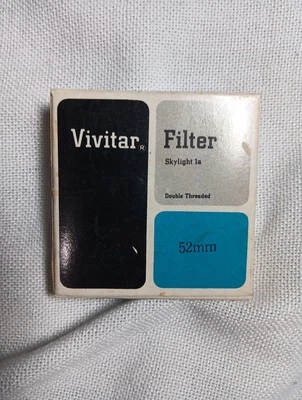 Vivitar®
Filter
Skylight 1a
Double Threaded
52mm